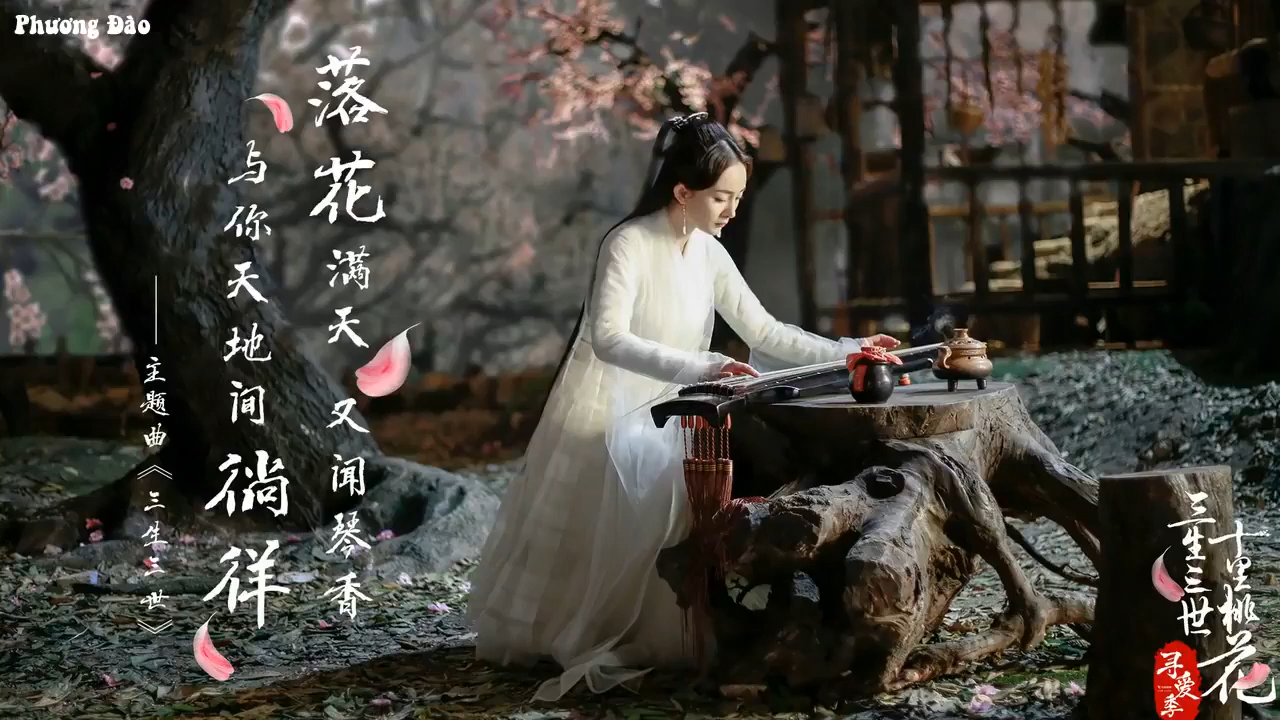 Phương Đào
落花满天又闻琴香
与你天地间徜徉
——主题曲《三生三世》
三生三世
十里桃花
寻爱季